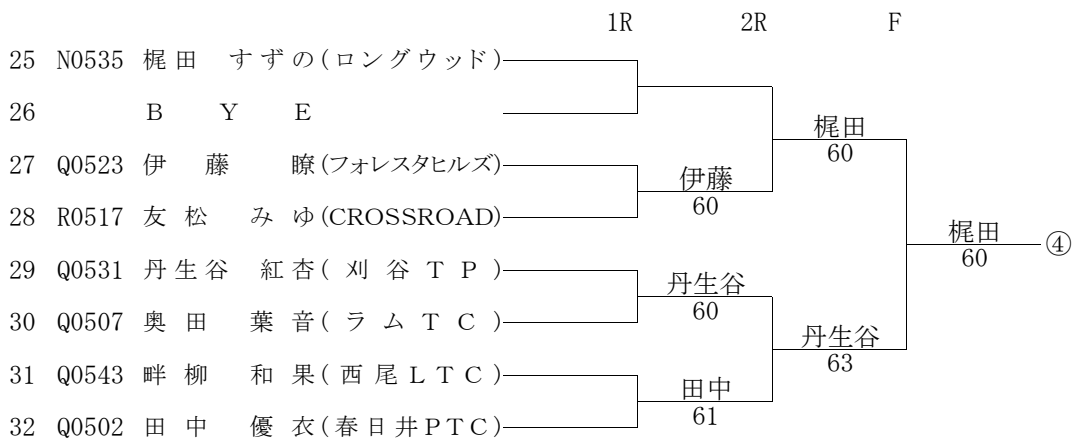 1R 2R F
25 N0535 梶田 すずの(ロングウッド)
26 B Y E
梶田
60
27 Q0523 伊藤 瞭(フォレスタヒルズ)
伊藤
60
28 R0517 友松 みゆ(CROSSROAD)
梶田 ④
60
29 Q0531 丹生谷 紅杏(刈谷TP)
丹生谷
60
30 Q0507 奥田 葉音(ラムTC)
丹生谷
63
31 Q0543 畔柳 和果(西尾LTC)
田中
61
32 Q0502 田中 優衣(春日井PTC)